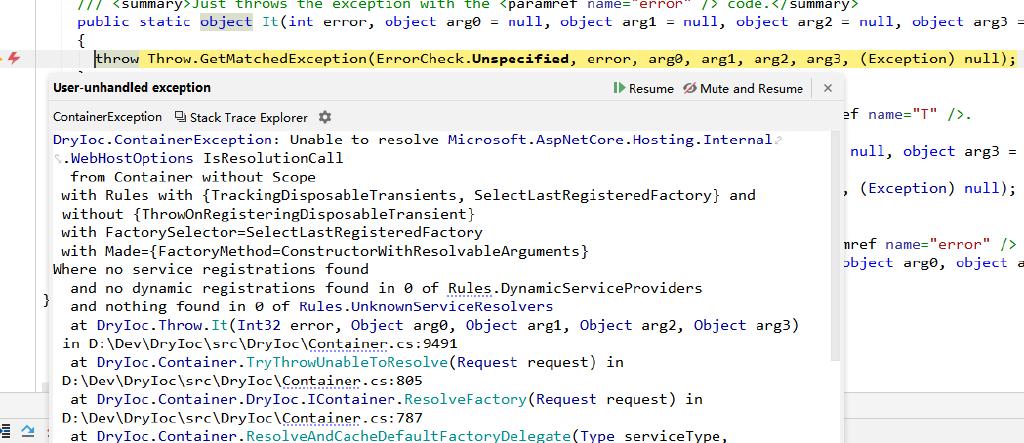 /// <summary>Just throws the exception with the <paramref name="error" /> code.</summary>
public static object It(int error, object arg0 = null, object arg1 = null, object arg2 = null, object arg3 =
{
throw Throw.GetMatchedException(ErrorCheck.Unspecified, error, arg0, arg1, arg2, arg3, (Exception) null);
User-unhandled exception
Resume Mute and Resume
ContainerException Stack Trace Explorer
ef name="T" />.
DryIoc.ContainerException: Unable to resolve Microsoft.AspNetCore.Hosting.Internal
null, object arg3 =
.WebHostOptions IsResolutionCall
from Container without Scope
, (Exception) null);
with Rules with {TrackingDisposableTransients, SelectLastRegisteredFactory} and
without {ThrowOnRegisteringDisposableTransient}
with FactorySelector=SelectLastRegisteredFactory
mref name="error" />
with Made={FactoryMethod=ConstructorWithResolvableArguments}
object arg0, object a
Where no service registrations found
and no dynamic registrations found in 0 of Rules.DynamicServiceProviders
}
and nothing found in 0 of Rules.UnknownServiceResolvers
at DryIoc.Throw.It(Int32 error, Object arg0, Object arg1, Object arg2, Object arg3)
in D:\Dev\DryIoc\src\DryIoc\Container.cs:9491
at DryIoc.Container.TryThrowUnableToResolve(Request request) in
D:\Dev\DryIoc\src\DryIoc\Container.cs:805
at DryIoc.Container.DryIoc.IContainer.ResolveFactory(Request request) in
D:\Dev\DryIoc\src\DryIoc\Container.cs:787
at DryIoc.Container.ResolveAndCacheDefaultFactoryDelegate(Type serviceType,